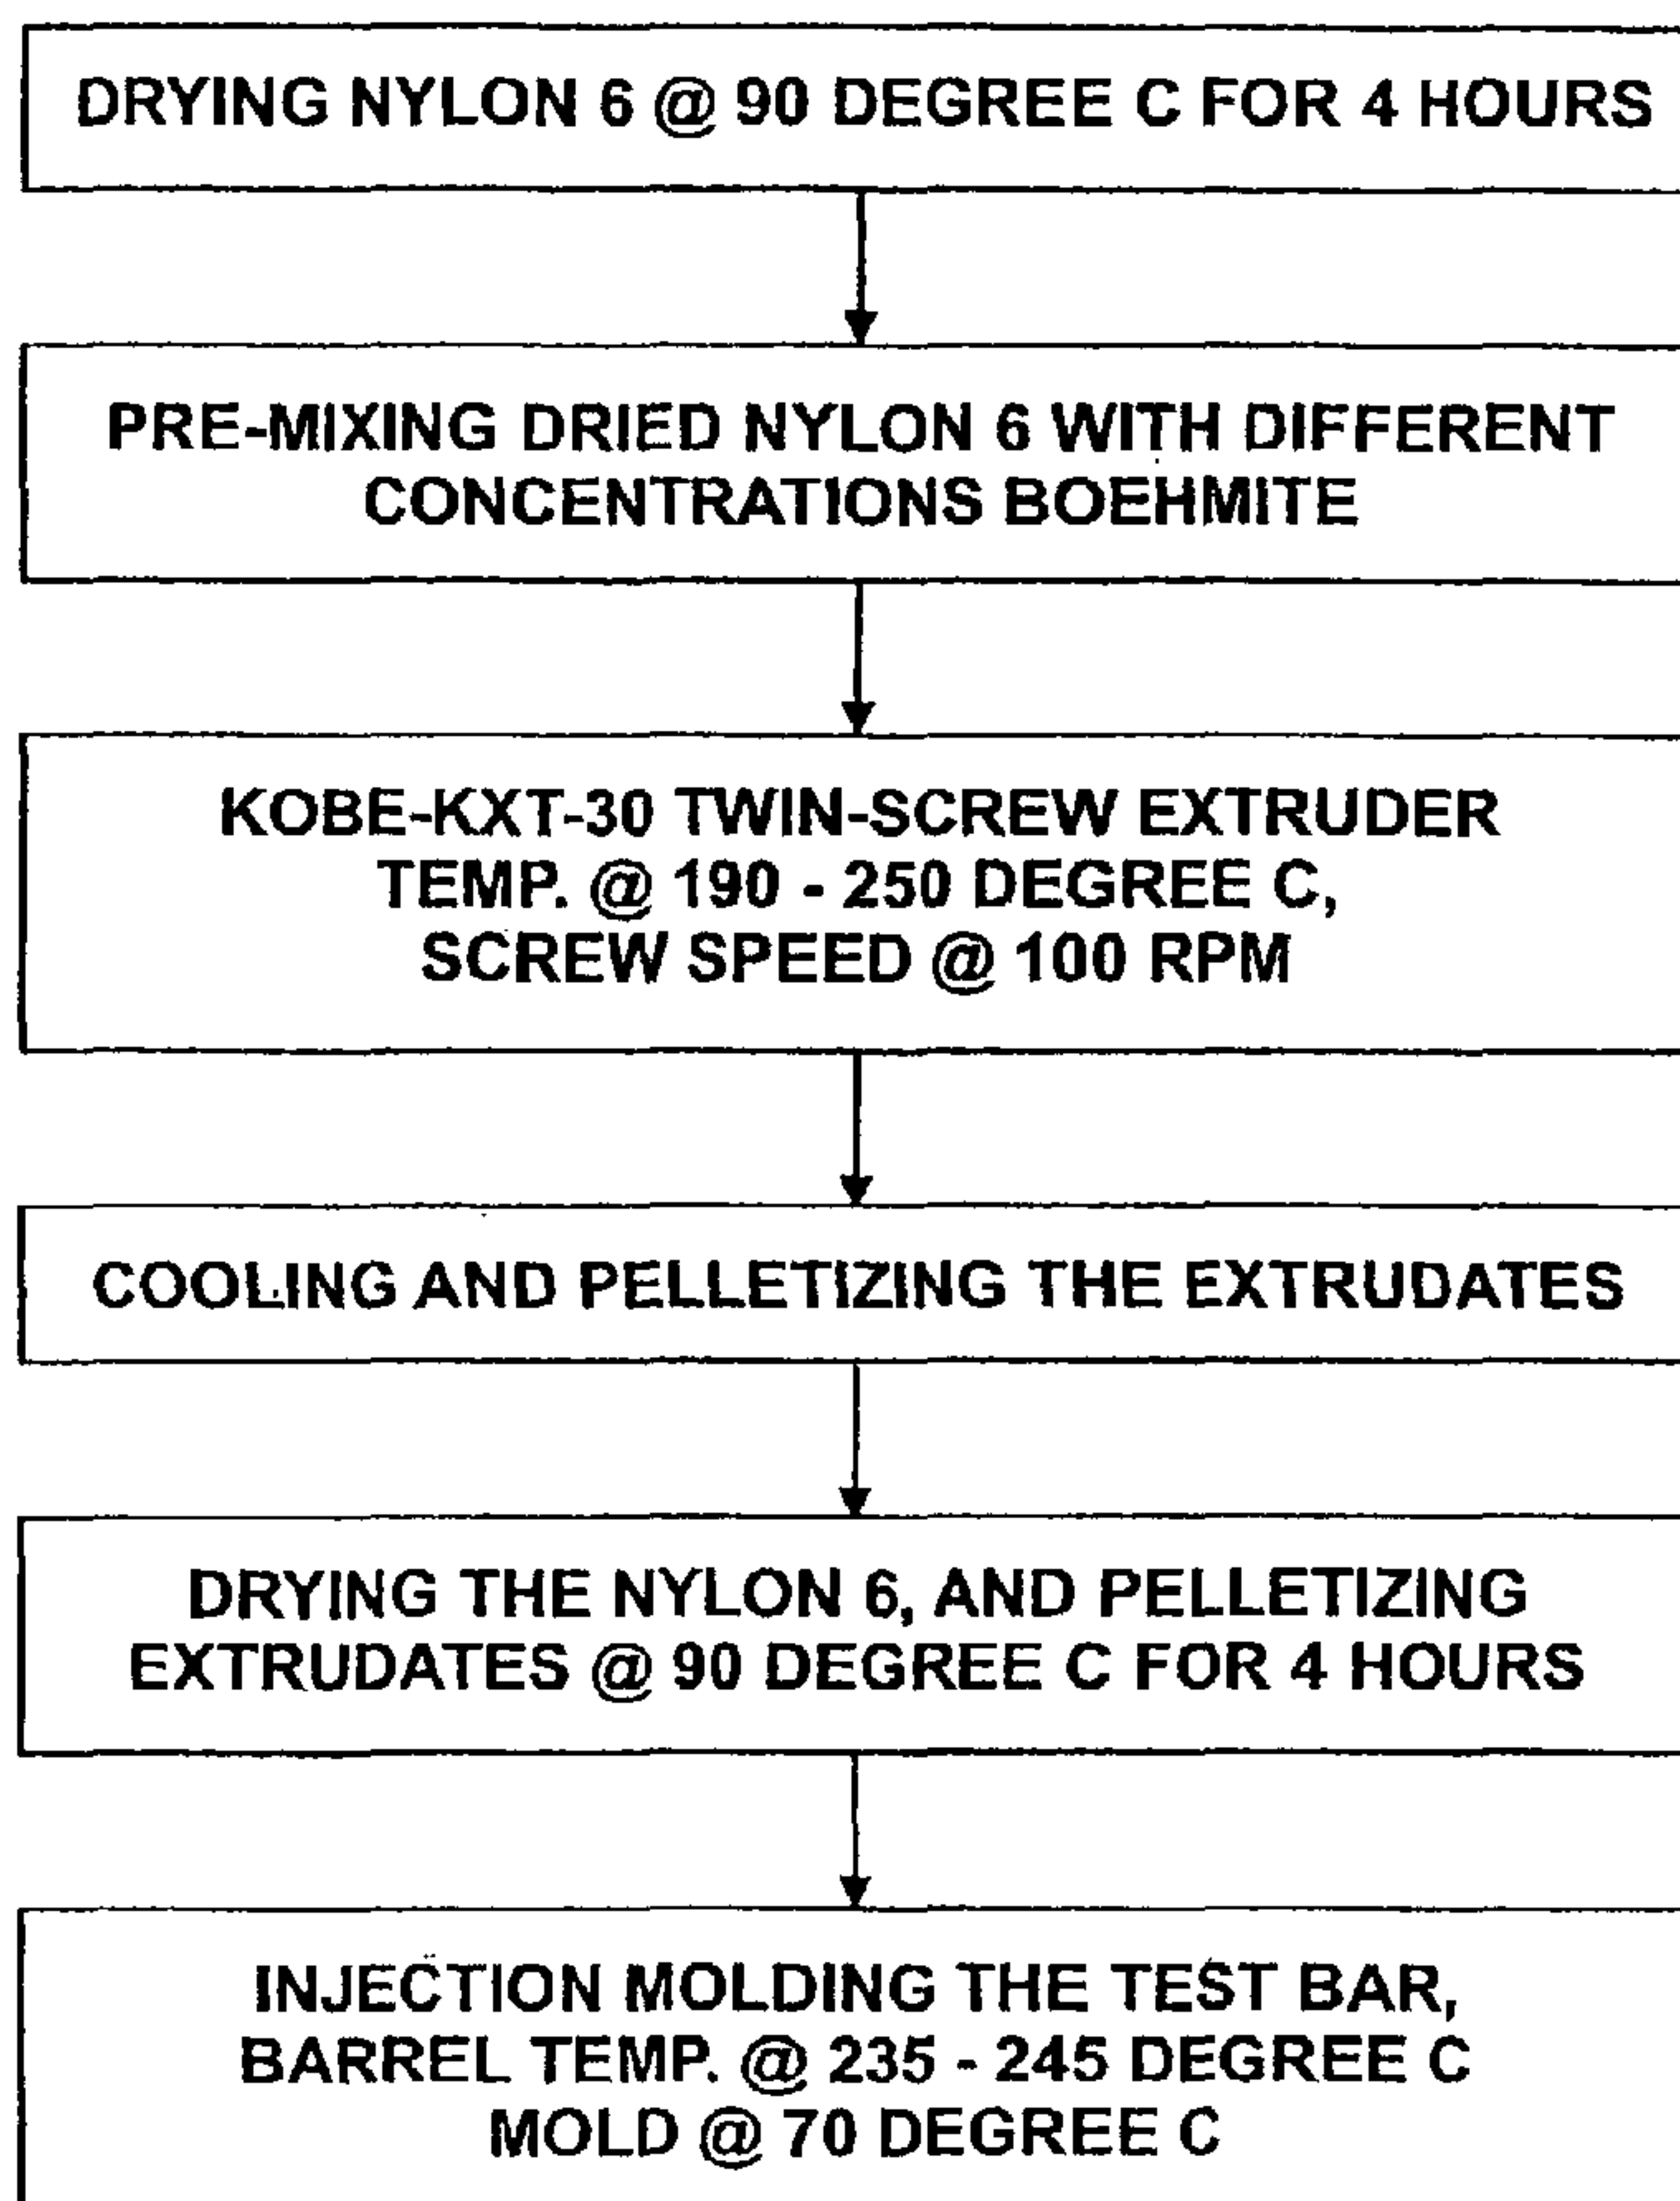 DRYING NYLON 6 @ 90 DEGREE C FOR 4 HOURS
PRE-MIXING DRIED NYLON 6 WITH DIFFERENT
CONCENTRATIONS BOEHMITE
KOBE-KXT-30 TWIN-SCREW EXTRUDER
TEMP. @ 190 - 250 DEGREE C,
SCREW SPEED @ 100 RPM
COOLING AND PELLETIZING THE EXTRUDATES
DRYING THE NYLON 6, AND PELLETIZING
EXTRUDATES @ 90 DEGREE C FOR 4 HOURS
INJECTION MOLDING THE TEST BAR,
BARREL TEMP. @ 235 - 245 DEGREE C
MOLD @ 70 DEGREE C